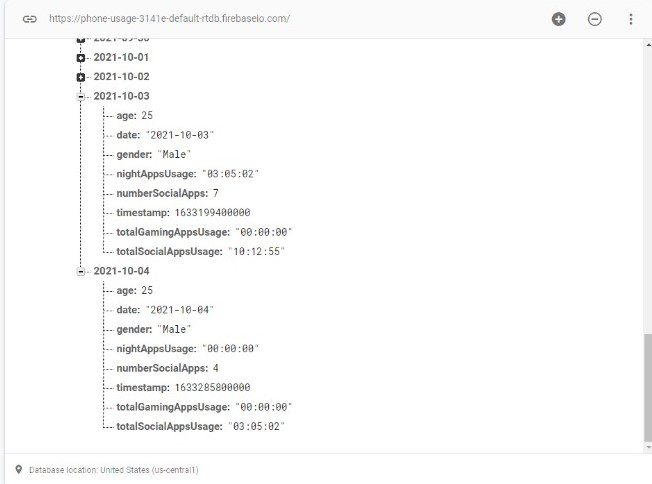 https://phone-usage-3141e-default-rtdb.firebaseio.com/
2021-09-30
2021-10-01
2021-10-02
2021-10-03
age: 25
date: "2021-10-03"
gender: "Male"
nightAppsUsage: "03:05:02"
numberSocialApps: 7
timestamp: 1633199400000
totalGamingAppsUsage: "00:00:00"
totalSocialAppsUsage: "10:12:55"
2021-10-04
age: 25
date: "2021-10-04"
gender: "Male"
nightAppsUsage: "00:00:00"
numberSocialApps: 4
timestamp: 1633285800000
totalGamingAppsUsage: "00:00:00"
totalSocialAppsUsage: "03:05:02"
Database location: United States (us-central1)